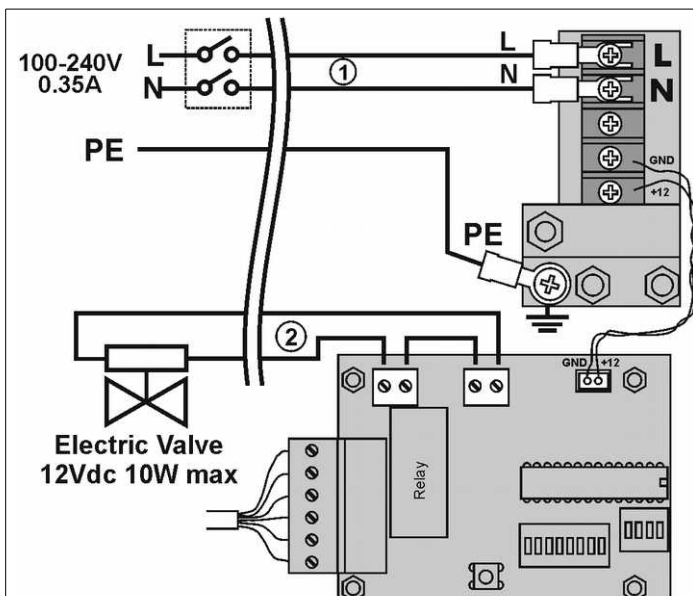 100-240V
0.35A
L
N
1
L
N
L
N
PE
GND
+12
PE
2
GND +12
Electric Valve
12Vdc 10W max
Relay